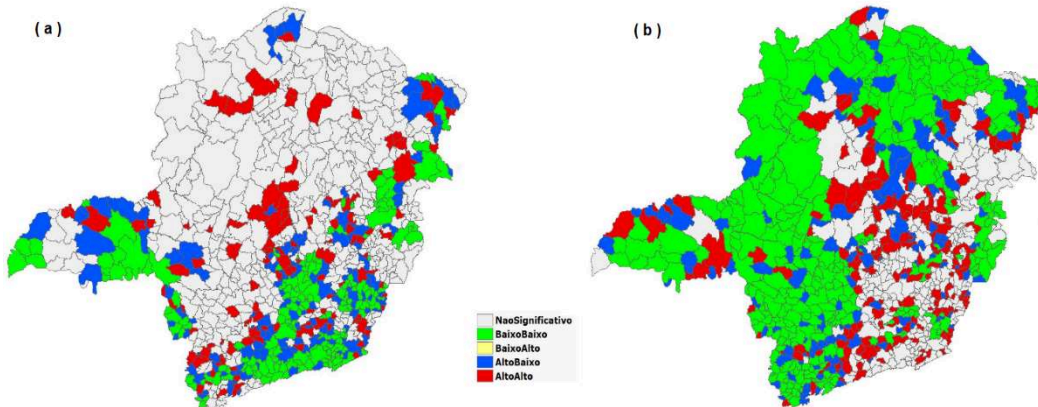 ( a )
( b )
NaoSignificativo
BaixoBaixo
BaixoAlto
AltoBaixo
AltoAlto